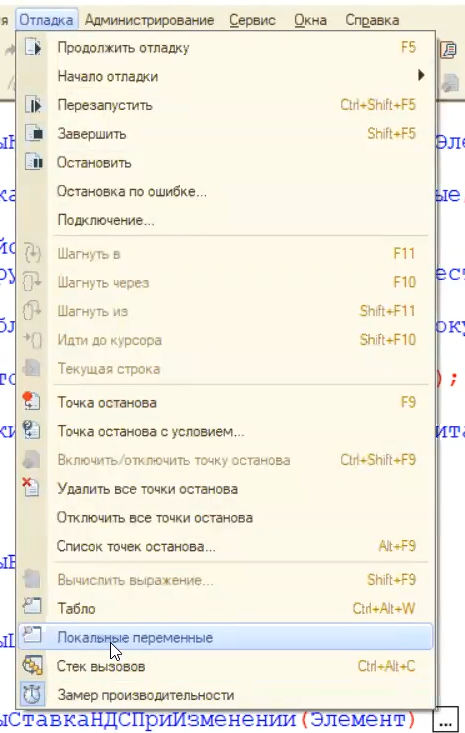 Отладка Администрирование Сервис Окна Справка
Продолжить отладку F5
Начало отладки
Перезапустить Ctrl+Shift+F5
Завершить Shift+F5
Остановить
Остановка по ошибке...
Подключение...
Шагнуть в F11
Шагнуть через F10
Шагнуть из Shift+F11
Идти до курсора Shift+F10
Текущая строка
);
Точка останова F9
Точка останова с условием...
Включить/отключить точку останова Ctrl+Shift+F9
Удалить все точки останова
Отключить все точки останова
Список точек останова... Alt+F9
Вычислить выражение... Shift+F9
Табло Ctrl+Alt+W
Локальные переменные
Стек вызовов Ctrl+Alt+C
Замер производительности
ыСтавкаНДСПриИзменении(Элемент) ...